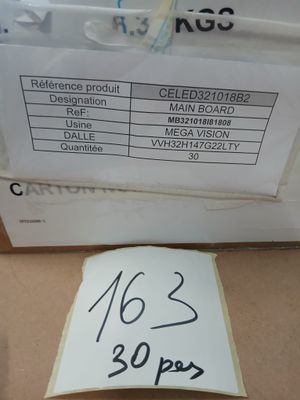 KGS
Référence produit CELED321018B2
Designation MAIN BOARD
ReF: MB321018I81808
Usine MEGA VISION
DALLE VVH32H147G22LTY
Quantitée 30
CARTON
163
30 pcs